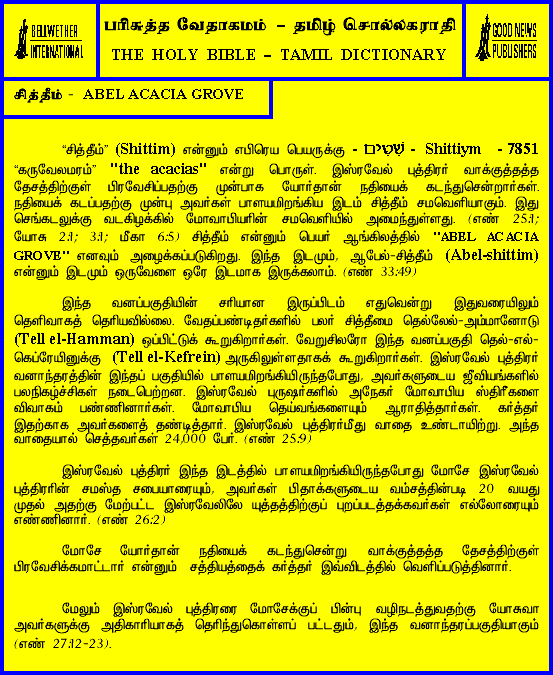 BELLWETHER
INTERNATIONAL
பரிசுத்த வேதாகமம் – தமிழ் சொல்லகராதி
THE HOLY BIBLE – TAMIL DICTIONARY
GOOD NEWS
PUBLISHERS
சித்தீம் - ABEL ACACIA GROVE
“சித்தீம்” (Shittim) என்னும் எபிரெய பெயருக்கு - שִׁטִּים - Shittiym - 7851
“கருவேலமரம்” "the acacias" என்று பொருள். இஸ்ரவேல் புத்திரர் வாக்குத்தத்த
தேசத்திற்குள் பிரவேசிப்பதற்கு முன்பாக யோர்தான் நதியைக் கடந்துசென்றார்கள்.
நதியைக் கடப்பதற்கு முன்பு அவர்கள் பாளயமிறங்கிய இடம் சித்தீம் சமவெளியாகும். இது
செங்கடலுக்கு வடகிழக்கில் மோவாபியரின் சமவெளியில் அமைந்துள்ளது. (எண் 25:1;
யோசு 2:1; 3:1; மீகா 6:5) சித்தீம் என்னும் பெயர் ஆங்கிலத்தில் "ABEL ACACIA
GROVE" எனவும் அழைக்கப்படுகிறது. இந்த இடமும், ஆபேல்-சித்தீம் (Abel-shittim)
என்னும் இடமும் ஒருவேளை ஒரே இடமாக இருக்கலாம். (எண் 33:49)
இந்த வனப்பகுதியின் சரியான இருப்பிடம் எதுவென்று இதுவரையிலும்
தெளிவாகத் தெரியவில்லை. வேதபண்டிதர்களில் பலர் சித்தீமை தெல்லேல்-அம்மானோடு
(Tell el-Hamman) ஒப்பிட்டுக் கூறுகிறார்கள். வேறுசிலரோ இந்த வனப்பகுதி தெல்-எல்-
கெப்ரேயினுக்கு (Tell el-Kefrein) அருகிலுள்ளதாகக் கூறுகிறார்கள். இஸ்ரவேல் புத்திரர்
வனாந்தரத்தின் இந்தப் பகுதியில் பாளயமிறங்கியிருந்தபோது, அவர்களுடைய ஜீவியங்களில்
பலநிகழ்ச்சிகள் நடைபெற்றன. இஸ்ரவேல் புருஷர்களில் அநேகர் மோவாபிய ஸ்திரீகளை
விவாகம் பண்ணினார்கள். மோவாபிய தெய்வங்களையும் ஆராதித்தார்கள். கர்த்தர்
இதற்காக அவர்களைத் தண்டித்தார். இஸ்ரவேல் புத்திரர்மீது வாதை உண்டாயிற்று. அந்த
வாதையால் செத்தவர்கள் 24,000 பேர். (எண் 25:9)
இஸ்ரவேல் புத்திரர் இந்த இடத்தில் பாளயமிறங்கியிருந்தபோது மோசே இஸ்ரவேல்
புத்திரரின் சமஸ்த சபையாரையும், அவர்கள் பிதாக்களுடைய வம்சத்தின்படி 20 வயது
முதல் அதற்கு மேற்பட்ட இஸ்ரவேலிலே யுத்தத்திற்குப் புறப்படத்தக்கவர்கள் எல்லோரையும்
எண்ணினார். (எண் 26:2)
மோசே யோர்தான் நதியைக் கடந்துசென்று வாக்குத்தத்த தேசத்திற்குள்
பிரவேசிக்கமாட்டார் என்னும் சத்தியத்தைக் கர்த்தர் இவ்விடத்தில் வெளிப்படுத்தினார்.
மேலும் இஸ்ரவேல் புத்திரரை மோசேக்குப் பின்பு வழிநடத்துவதற்கு யோசுவா
அவர்களுக்கு அதிகாரியாகத் தெரிந்துகொள்ளப் பட்டதும், இந்த வனாந்தரப்பகுதியாகும்
(எண் 27:12-23).